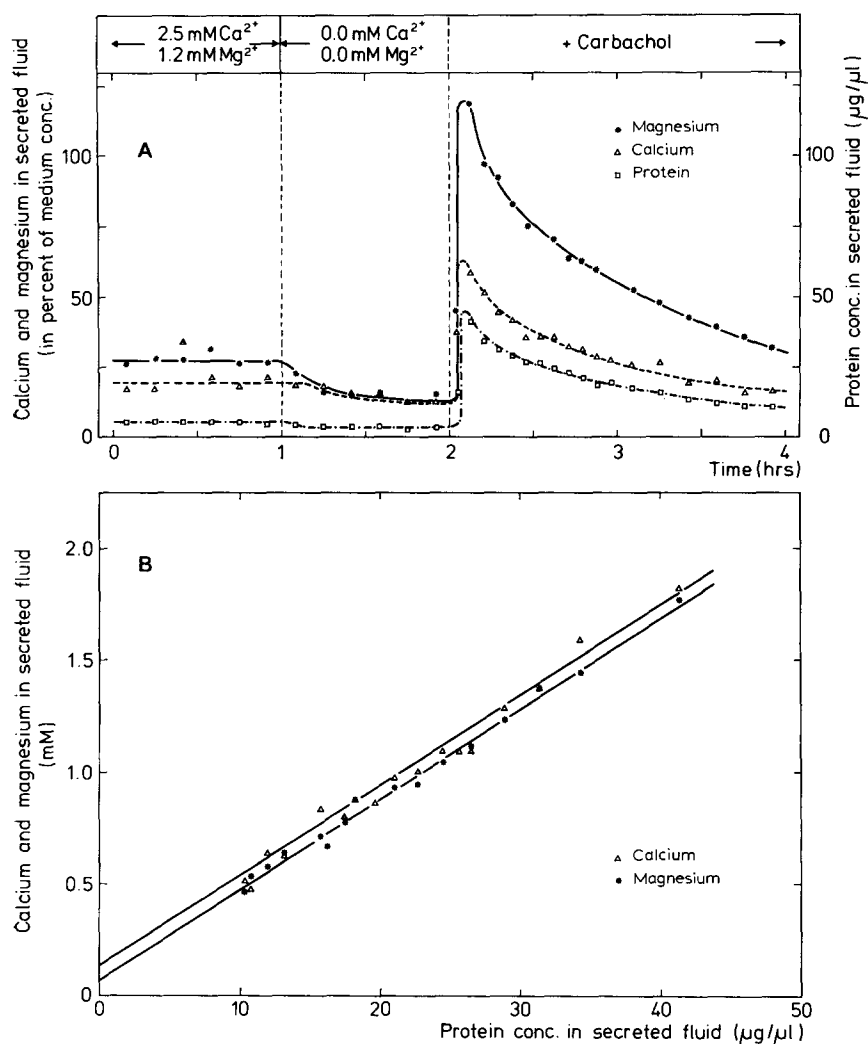 2.5 mM Ca²⁺
1.2 mM Mg²⁺
0.0 mM Ca²⁺
0.0 mM Mg²⁺
+ Carbachol
A
Magnesium
Calcium
Protein
Calcium and magnesium in secreted fluid
(in percent of medium conc.)
100
50
0
Protein conc. in secreted fluid (µg/µl)
100
50
0
0
1
2
3
4
Time (hrs)
B
Calcium and magnesium in secreted fluid
(mM)
2.0
1.5
1.0
0.5
0
Calcium
Magnesium
0
10
20
30
40
50
Protein conc. in secreted fluid (µg/µl)